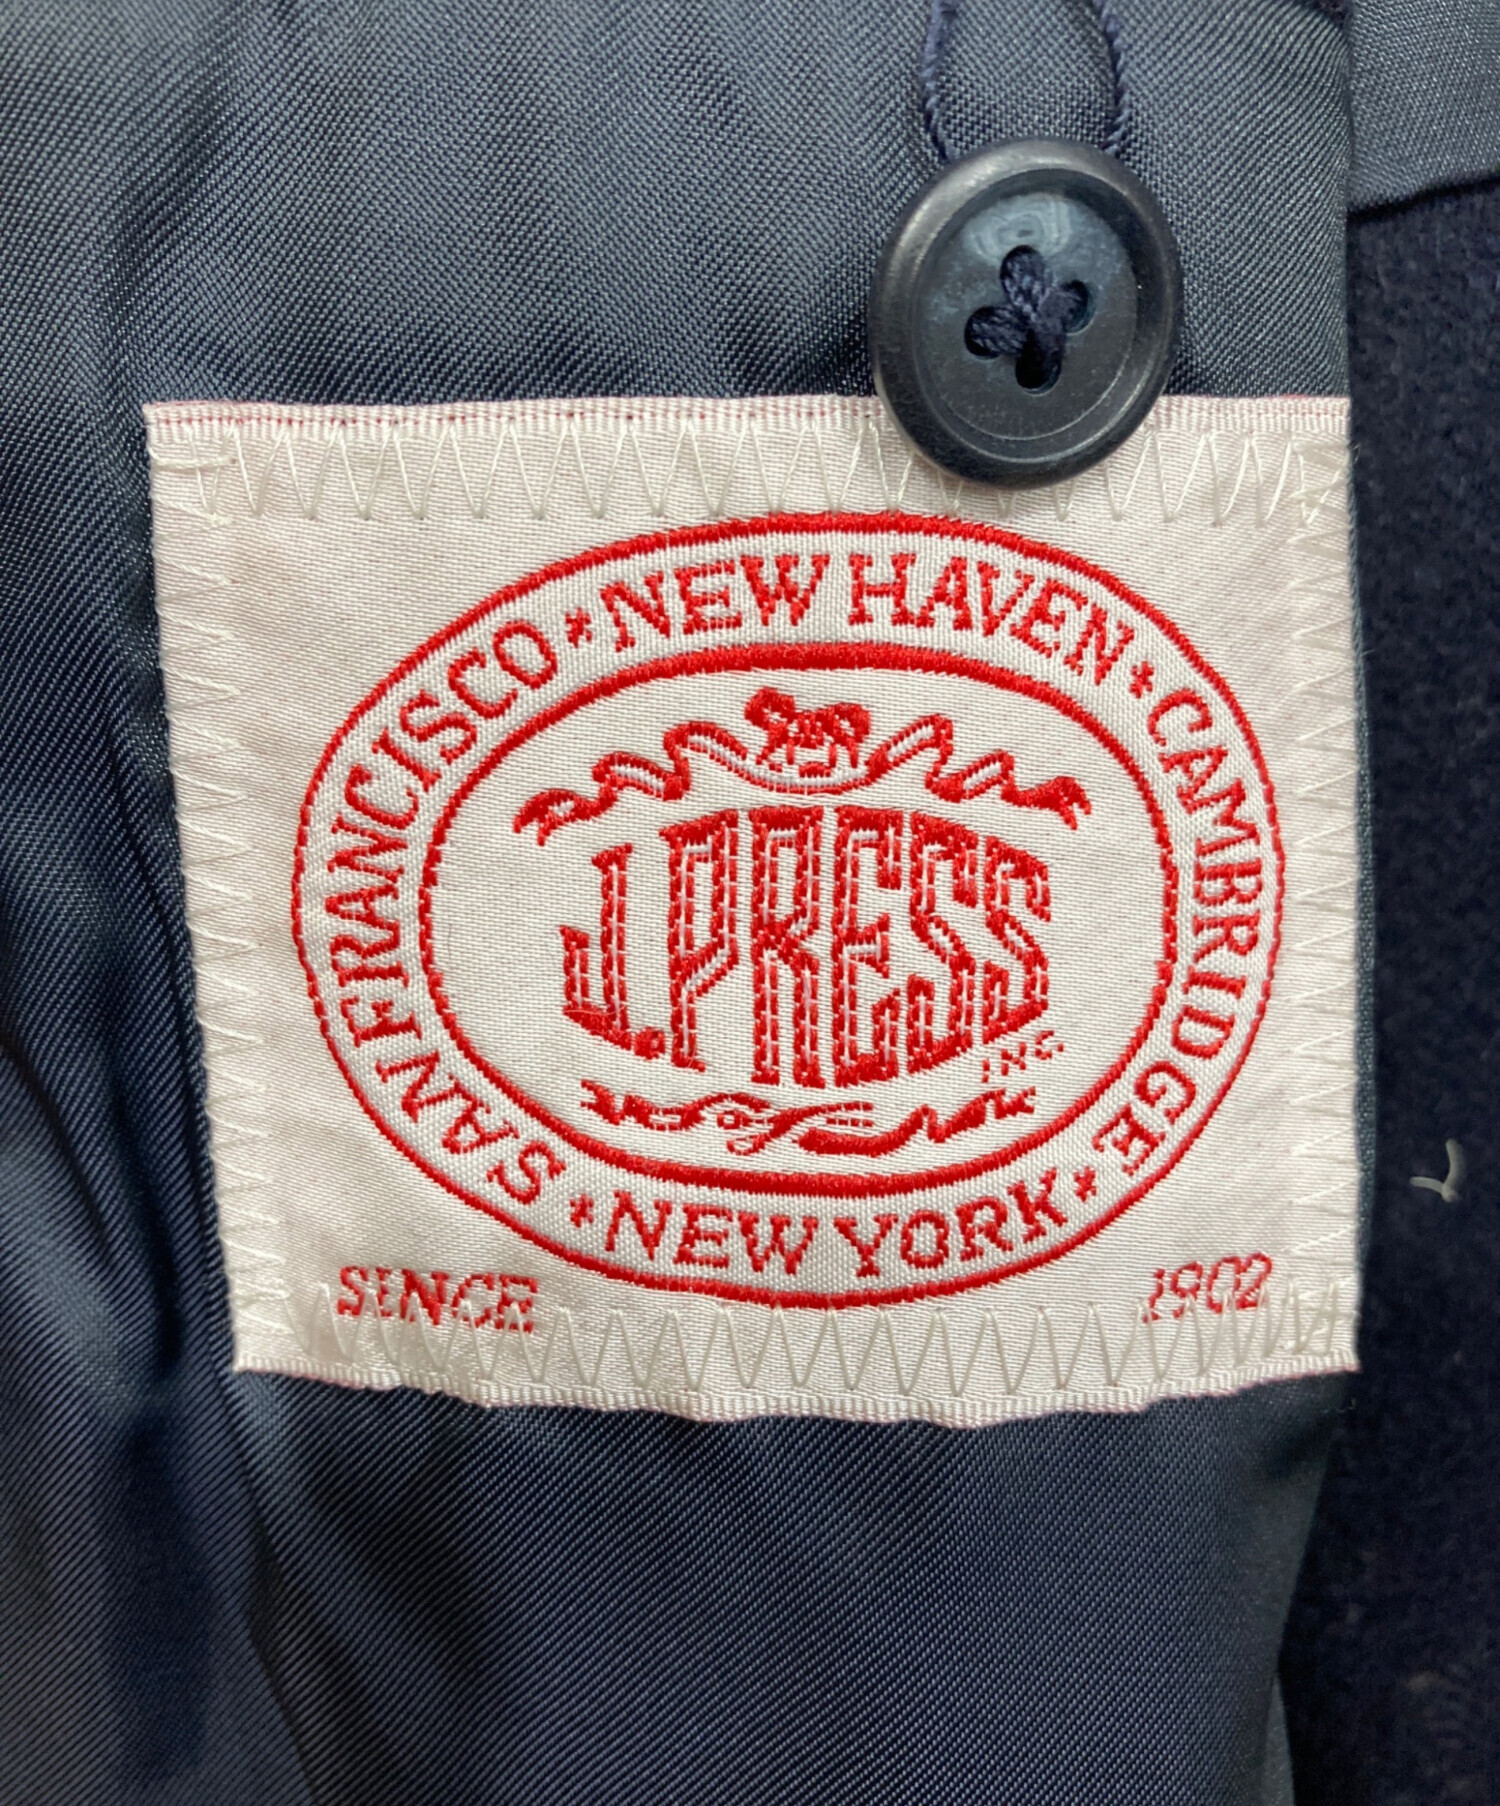 NEW HAVEN * CAMBRIDGE * NEW YORK * SAN FRANCISCO *
J.PRESS
INC.
SINCE 1902